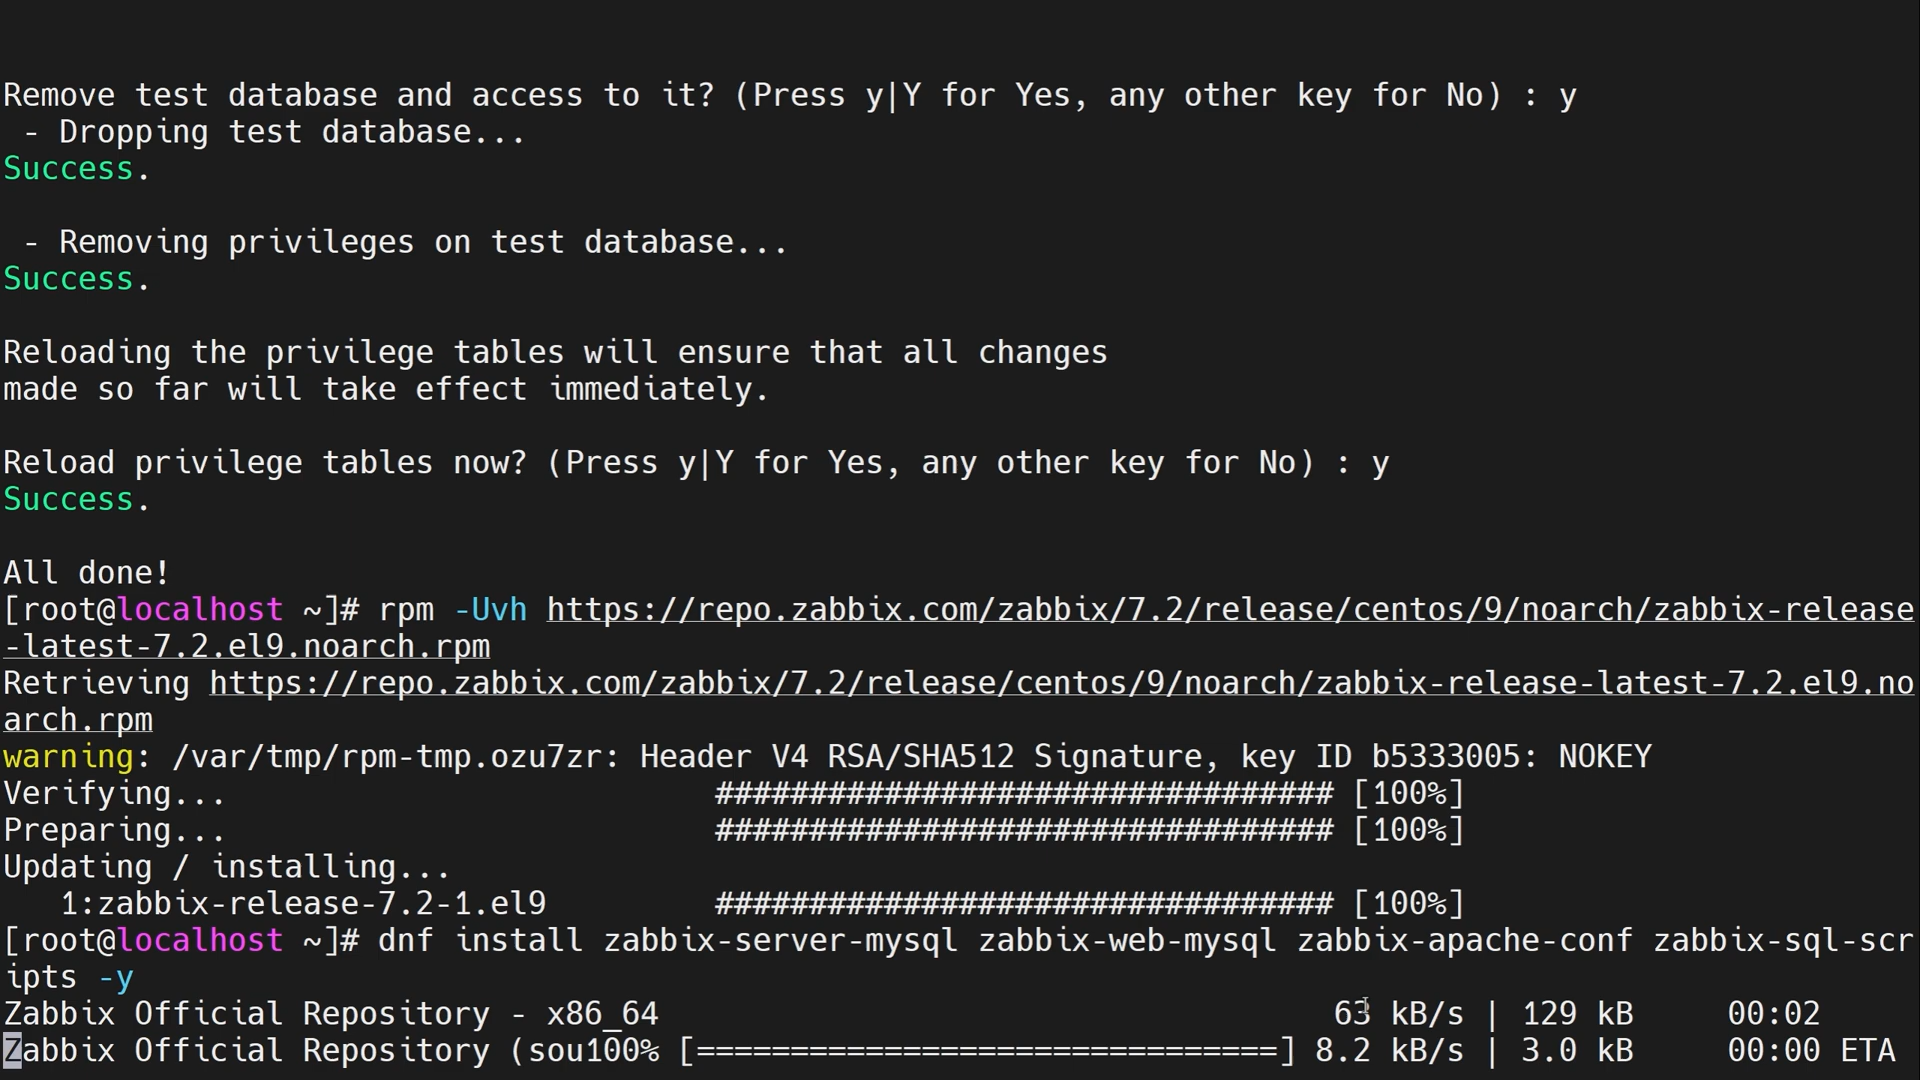 Remove test database and access to it? (Press y|Y for Yes, any other key for No) : y
 - Dropping test database...
Success.
 - Removing privileges on test database...
Success.
Reloading the privilege tables will ensure that all changes
made so far will take effect immediately.
Reload privilege tables now? (Press y|Y for Yes, any other key for No) : y
Success.
All done!
[root@localhost ~]# rpm -Uvh https://repo.zabbix.com/zabbix/7.2/release/centos/9/noarch/zabbix-release
-latest-7.2.el9.noarch.rpm
Retrieving https://repo.zabbix.com/zabbix/7.2/release/centos/9/noarch/zabbix-release-latest-7.2.el9.no
arch.rpm
warning: /var/tmp/rpm-tmp.ozu7zr: Header V4 RSA/SHA512 Signature, key ID b5333005: NOKEY
Verifying...                          ################################# [100%]
Preparing...                          ################################# [100%]
Updating / installing...
   1:zabbix-release-7.2-1.el9         ################################# [100%]
[root@localhost ~]# dnf install zabbix-server-mysql zabbix-web-mysql zabbix-apache-conf zabbix-sql-scr
ipts -y
Zabbix Official Repository - x86_64                                    63 kB/s | 129 kB     00:02
Zabbix Official Repository (sou100% [===============================] 8.2 kB/s | 3.0 kB     00:00 ETA